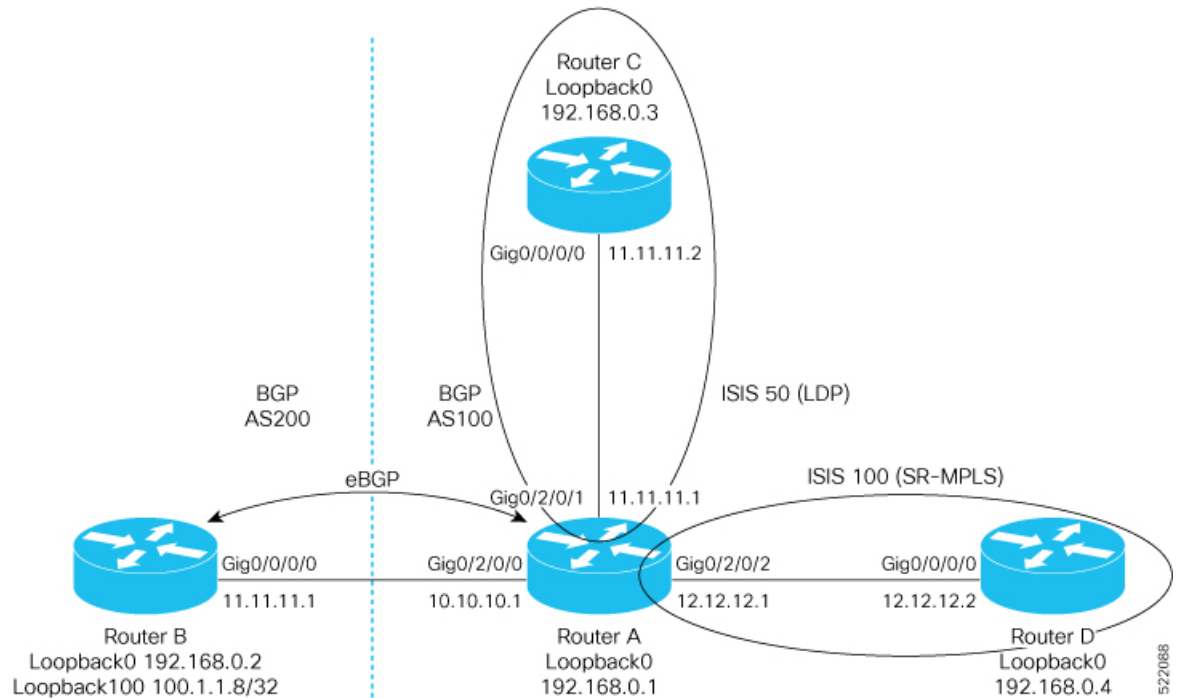 Router C
Loopback0
192.168.0.3
Gig0/0/0/0
11.11.11.2
BGP
AS200
BGP
AS100
ISIS 50 (LDP)
eBGP
Gig0/2/0/1
11.11.11.1
ISIS 100 (SR-MPLS)
Gig0/0/0/0
Gig0/2/0/0
Gig0/2/0/2
Gig0/0/0/0
11.11.11.1
10.10.10.1
12.12.12.1
12.12.12.2
Router B
Loopback0 192.168.0.2
Loopback100 100.1.1.8/32
Router A
Loopback0
192.168.0.1
Router D
Loopback0
192.168.0.4
522088